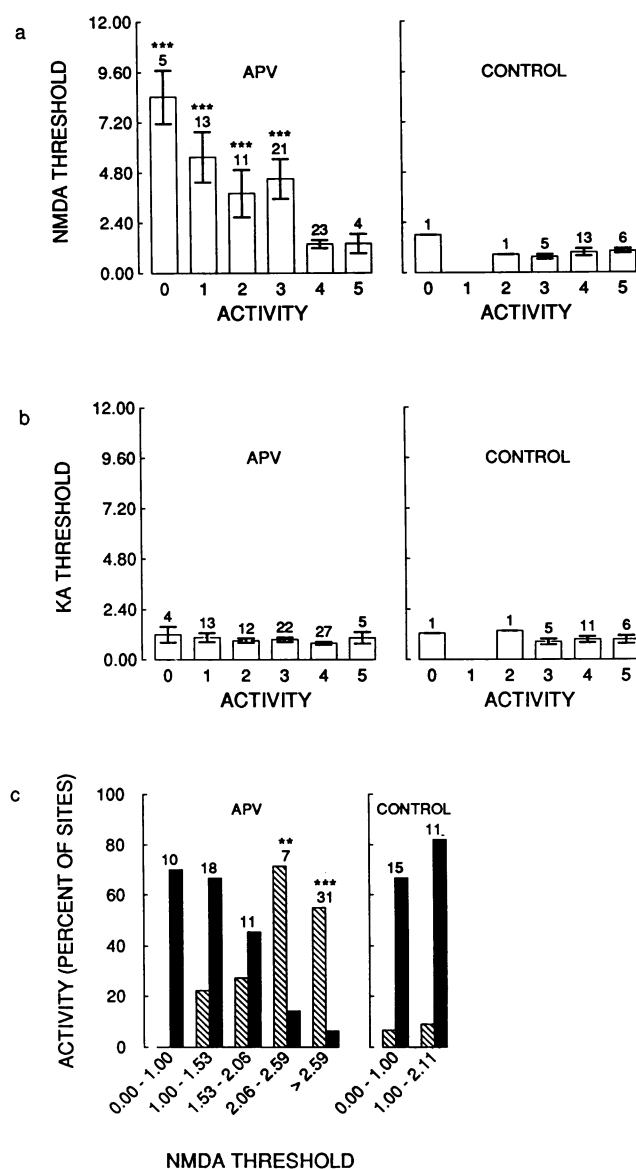 a
NMDA THRESHOLD
12.00
9.60
7.20
4.80
2.40
0.00
APV
*** *** *** ***
5 13 11 21 23 4
0 1 2 3 4 5
ACTIVITY
CONTROL
1 1 5 13 6
0 1 2 3 4 5
ACTIVITY
b
KA THRESHOLD
12.00
9.60
7.20
4.80
2.40
0.00
APV
4 13 12 22 27 5
0 1 2 3 4 5
ACTIVITY
CONTROL
1 1 5 11 6
0 1 2 3 4 5
ACTIVITY
c
ACTIVITY (PERCENT OF SITES)
100
80
60
40
20
0
APV
** ***
10 18 11 7 31
0.00 - 1.00
1.00 - 1.53
1.53 - 2.06
2.06 - 2.59
> 2.59
CONTROL
15 11
0.00 - 1.00
1.00 - 2.11
NMDA THRESHOLD